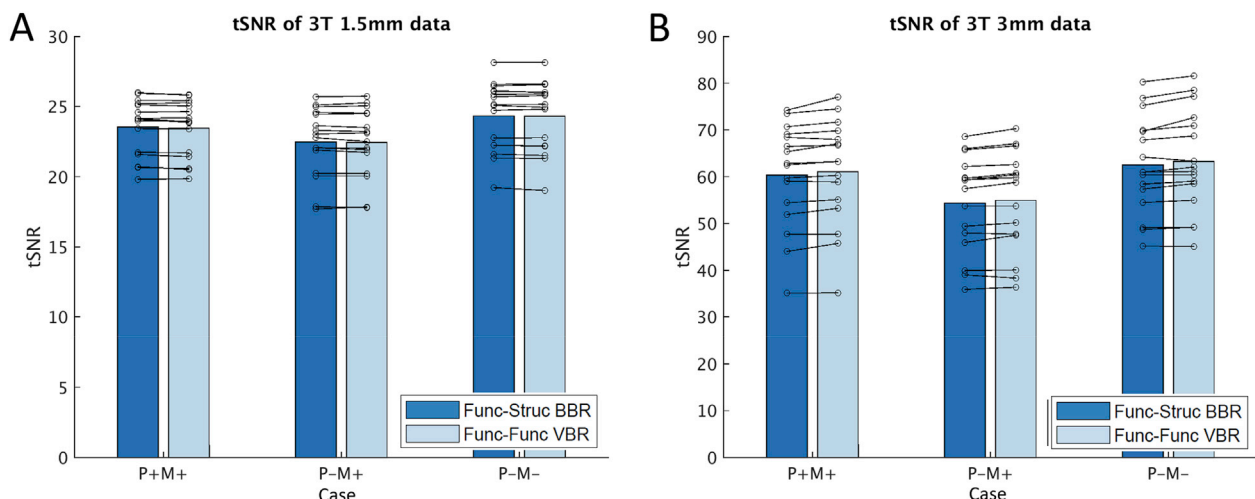 A
tSNR of 3T 1.5mm data
30
25
20
15
10
5
0
tSNR
P+M+
P−M+
P−M−
Case
Func-Struc BBR
Func-Func VBR
B
tSNR of 3T 3mm data
90
80
70
60
50
40
30
20
10
0
tSNR
P+M+
P−M+
P−M−
Case
Func-Struc BBR
Func-Func VBR